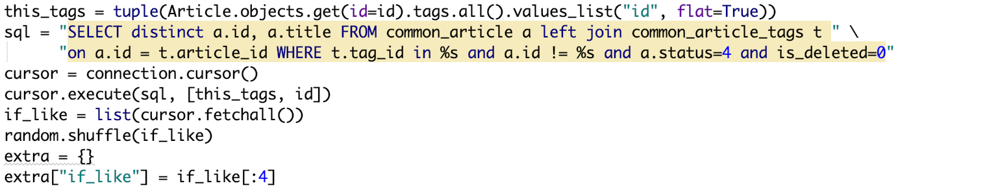 this_tags = tuple(Article.objects.get(id=id).tags.all().values_list("id", flat=True))
sql = "SELECT distinct a.id, a.title FROM common_article a left join common_article_tags t " \
"on a.id = t.article_id WHERE t.tag_id in %s and a.id != %s and a.status=4 and is_deleted=0"
cursor = connection.cursor()
cursor.execute(sql, [this_tags, id])
if_like = list(cursor.fetchall())
random.shuffle(if_like)
extra = {}
extra["if_like"] = if_like[:4]